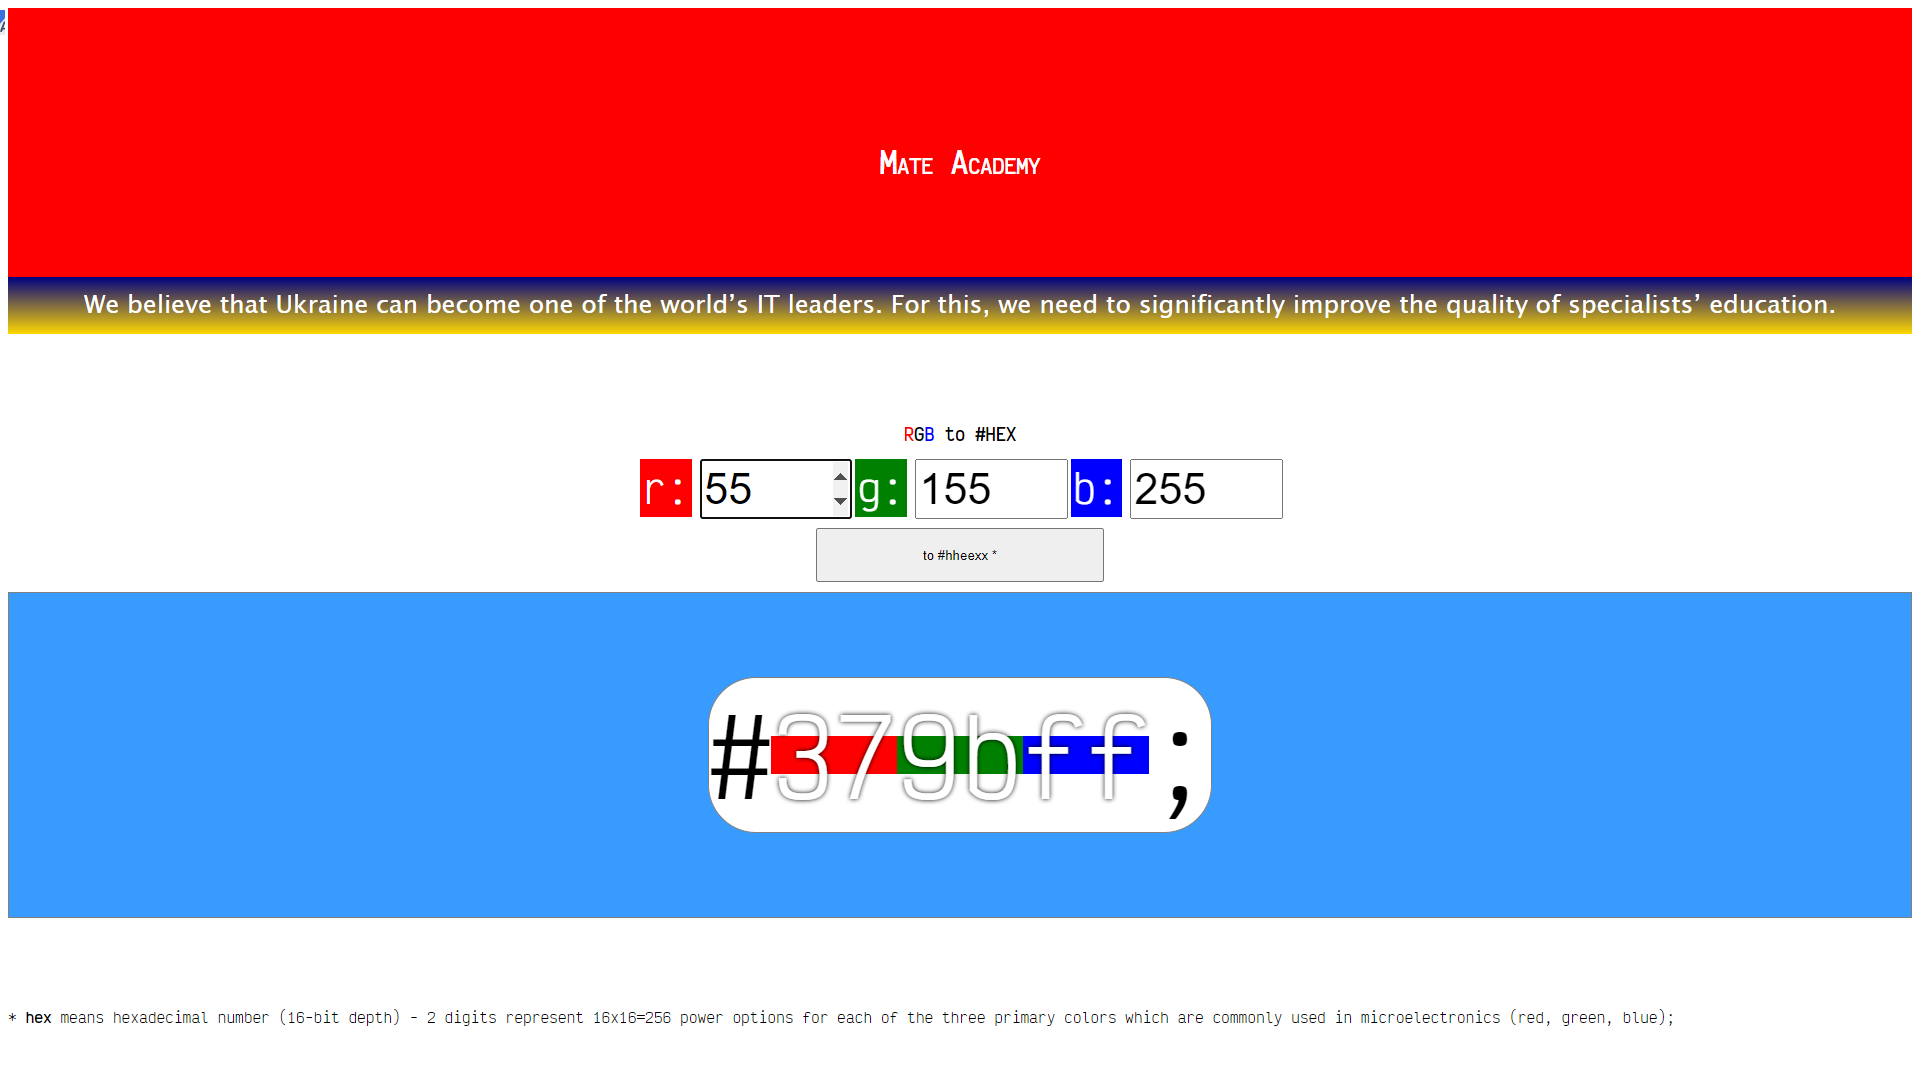 Mate Academy
We believe that Ukraine can become one of the world’s IT leaders. For this, we need to significantly improve the quality of specialists’ education.
RGB to #HEX
r: 55 g: 155 b: 255
to #hheexx *
#379bff;
* hex means hexadecimal number (16-bit depth) - 2 digits represent 16x16=256 power options for each of the three primary colors which are commonly used in microelectronics (red, green, blue);